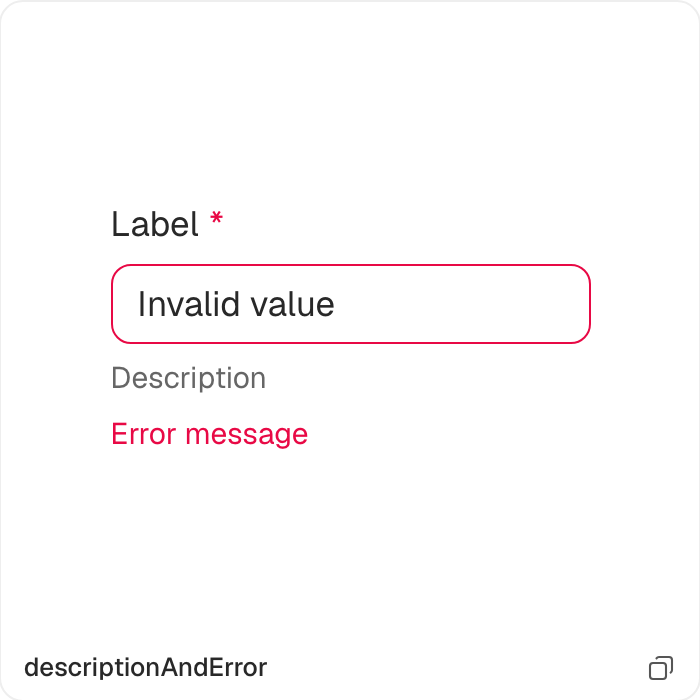 Label *
Invalid value
Description
Error message
descriptionAndError